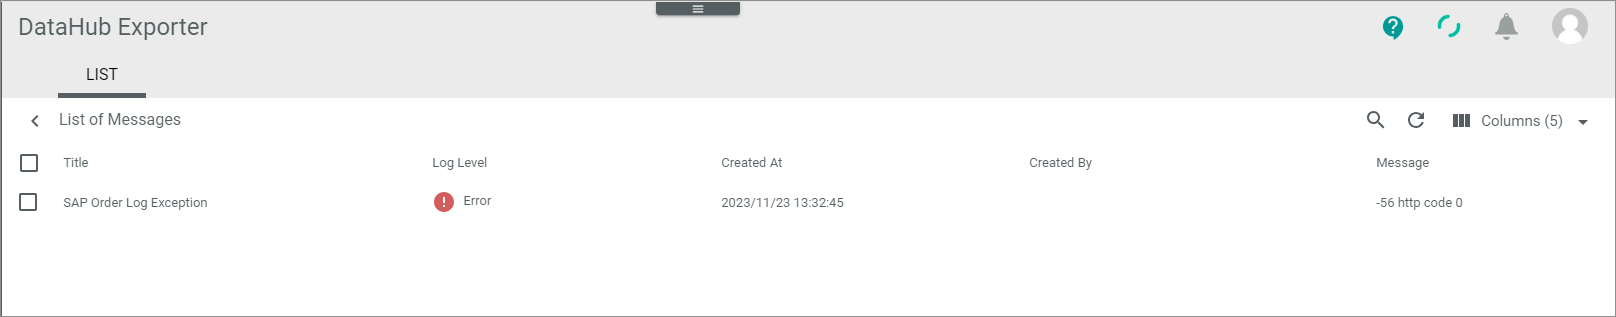 DataHub Exporter
LIST
List of Messages
Columns (5)
Title Log Level Created At Created By Message
SAP Order Log Exception Error 2023/11/23 13:32:45 -56 http code 0